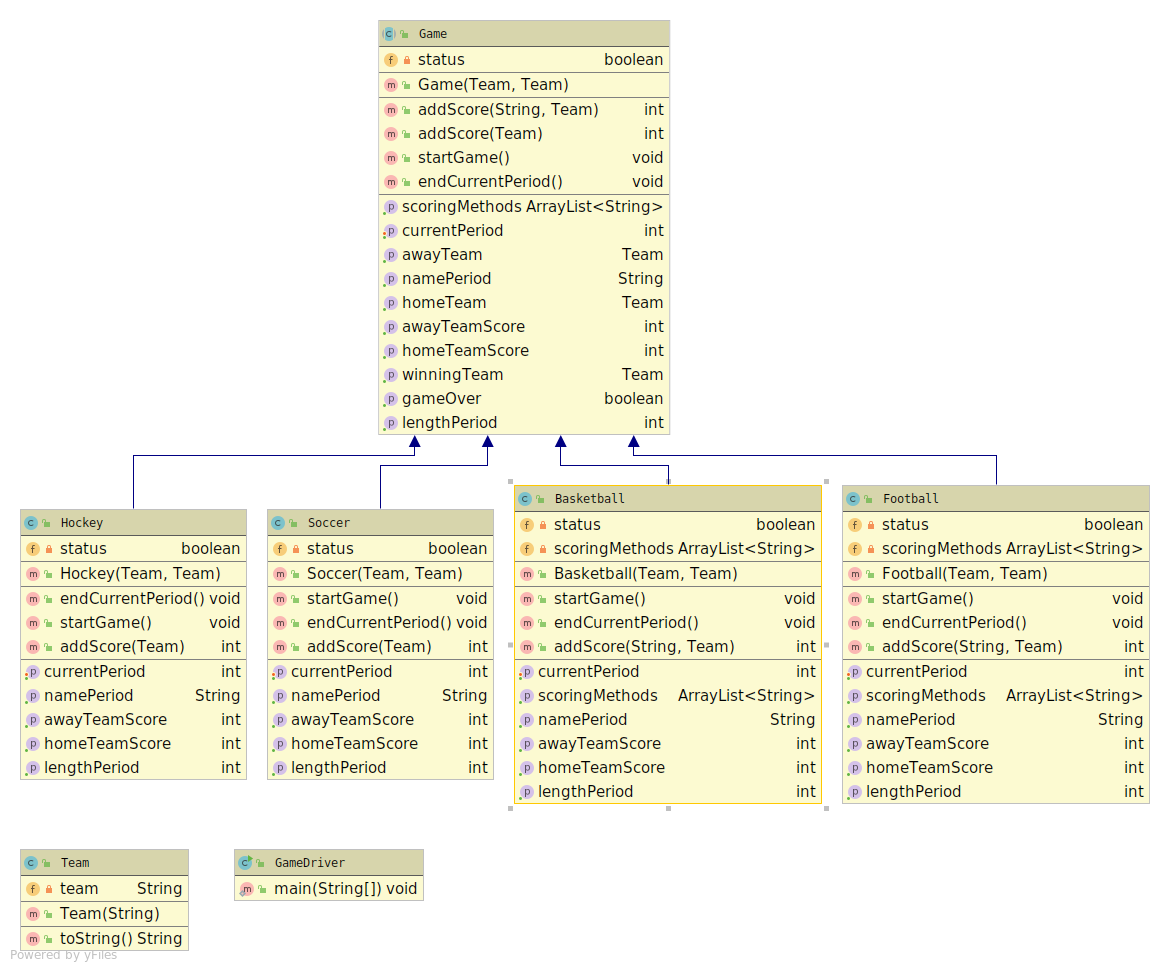 Game
status boolean
Game(Team, Team)
addScore(String, Team) int
addScore(Team) int
startGame() void
endCurrentPeriod() void
scoringMethods ArrayList<String>
currentPeriod int
awayTeam Team
namePeriod String
homeTeam Team
awayTeamScore int
homeTeamScore int
winningTeam Team
gameOver boolean
lengthPeriod int
Hockey
status boolean
Hockey(Team, Team)
endCurrentPeriod() void
startGame() void
addScore(Team) int
currentPeriod int
namePeriod String
awayTeamScore int
homeTeamScore int
lengthPeriod int
Soccer
status boolean
Soccer(Team, Team)
startGame() void
endCurrentPeriod() void
addScore(Team) int
currentPeriod int
namePeriod String
awayTeamScore int
homeTeamScore int
lengthPeriod int
Basketball
status boolean
scoringMethods ArrayList<String>
Basketball(Team, Team)
startGame() void
endCurrentPeriod() void
addScore(String, Team) int
currentPeriod int
scoringMethods ArrayList<String>
namePeriod String
awayTeamScore int
homeTeamScore int
lengthPeriod int
Football
status boolean
scoringMethods ArrayList<String>
Football(Team, Team)
startGame() void
endCurrentPeriod() void
addScore(String, Team) int
currentPeriod int
scoringMethods ArrayList<String>
namePeriod String
awayTeamScore int
homeTeamScore int
lengthPeriod int
Team
team String
Team(String)
toString() String
GameDriver
main(String[]) void
Powered by yFiles